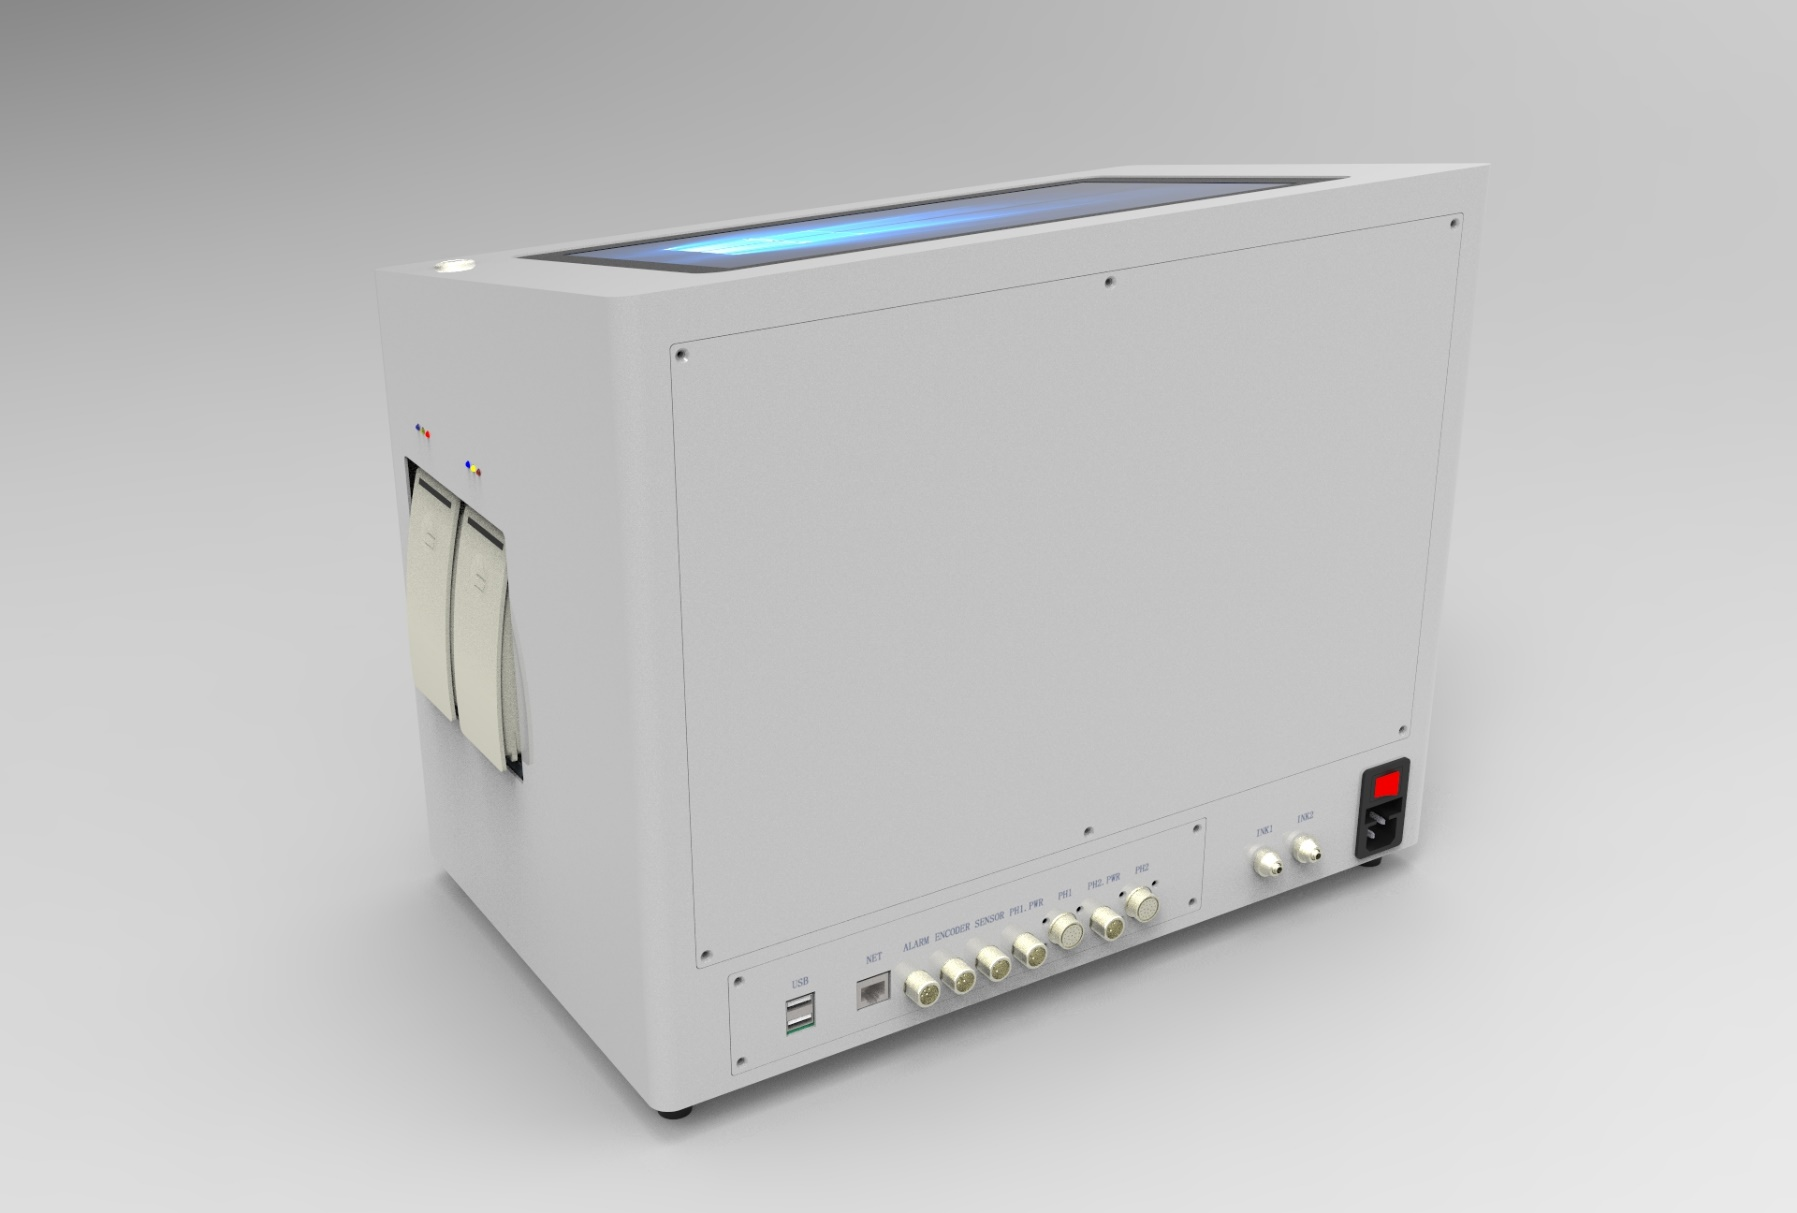 USB
NET
ALARM
ENCODER
SENSOR
PH1.PWR
PH1
PH2.PWR
PH2
INK1
INK2